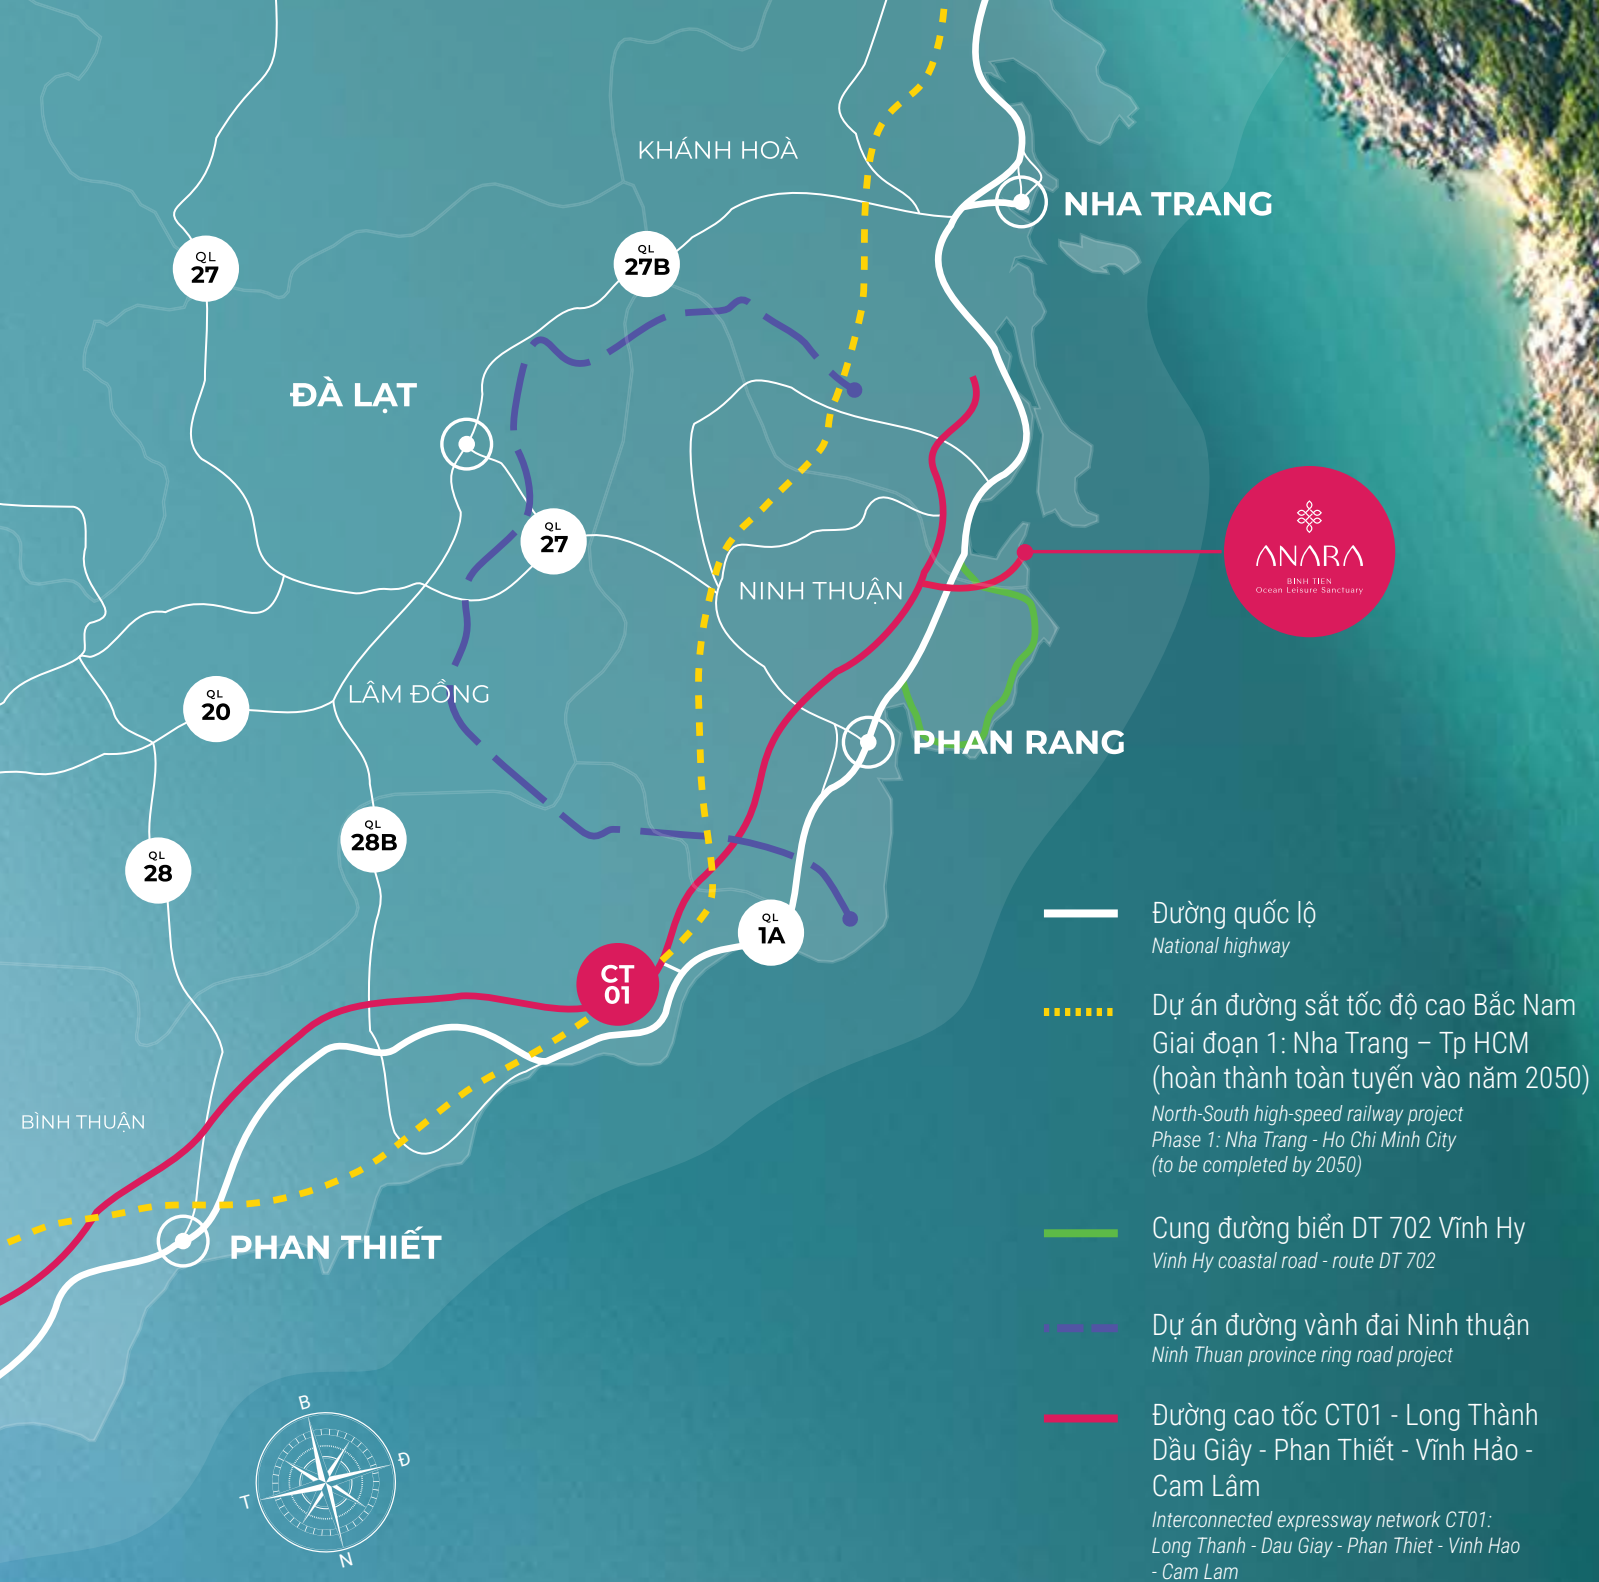 KHÁNH HOÀ
NHA TRANG
QL
27
QL
27B
ĐÀ LẠT
QL
27
ANARA
BINH TIEN
Ocean Leisure Sanctuary
NINH THUẬN
LÂM ĐỒNG
QL
20
PHAN RANG
QL
28B
QL
28
QL
1A
CT
01
BÌNH THUẬN
PHAN THIẾT
B
Đ
T
N
Đường quốc lộ
National highway
Dự án đường sắt tốc độ cao Bắc Nam
Giai đoạn 1: Nha Trang – Tp HCM
(hoàn thành toàn tuyến vào năm 2050)
North-South high-speed railway project
Phase 1: Nha Trang - Ho Chi Minh City
(to be completed by 2050)
Cung đường biển DT 702 Vĩnh Hy
Vinh Hy coastal road - route DT 702
Dự án đường vành đai Ninh thuận
Ninh Thuan province ring road project
Đường cao tốc CT01 - Long Thành
Dầu Giây - Phan Thiết - Vĩnh Hảo -
Cam Lâm
Interconnected expressway network CT01:
Long Thanh - Dau Giay - Phan Thiet - Vinh Hao
- Cam Lam